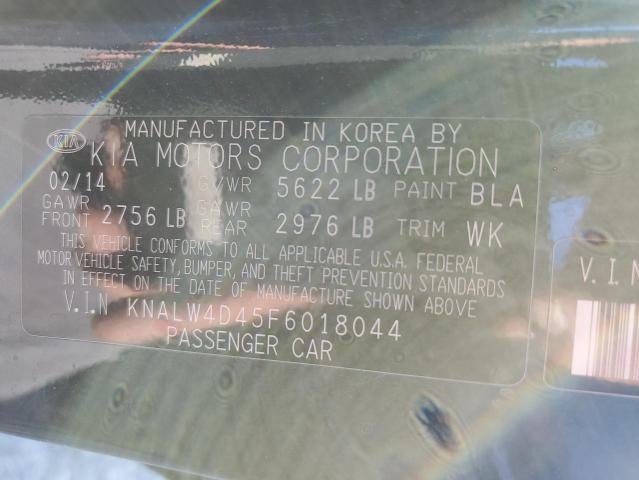 MANUFACTURED IN KOREA BY
KIA KIA MOTORS CORPORATION
02/14 GVWR 5622 LB PAINT BLA
GAWR FRONT 2756 LB GAWR REAR 2976 LB TRIM WK
THIS VEHICLE CONFORMS TO ALL APPLICABLE U.S.A. FEDERAL
MOTOR VEHICLE SAFETY, BUMPER, AND THEFT PREVENTION STANDARDS
IN EFFECT ON THE DATE OF MANUFACTURE SHOWN ABOVE
V.I.N KNALW4D45F6018044
PASSENGER CAR
V.I.N